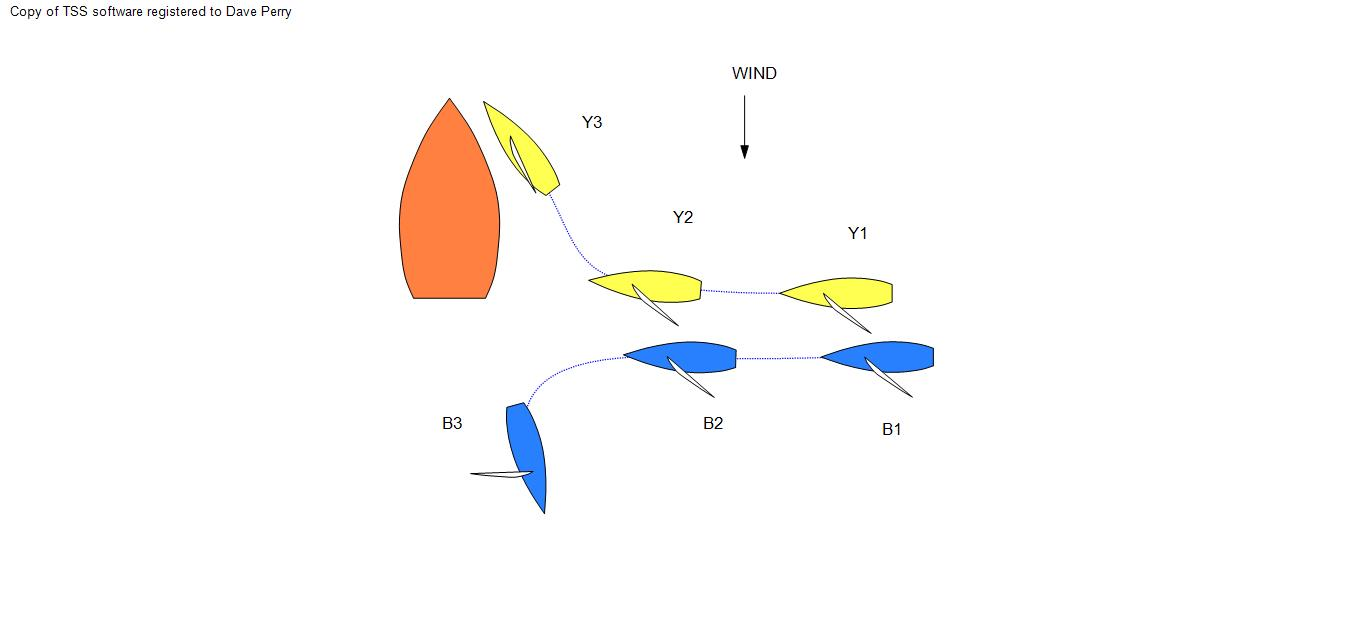 Copy of TSS software registered to Dave Perry
WIND
Y3
Y2
Y1
B3
B2
B1